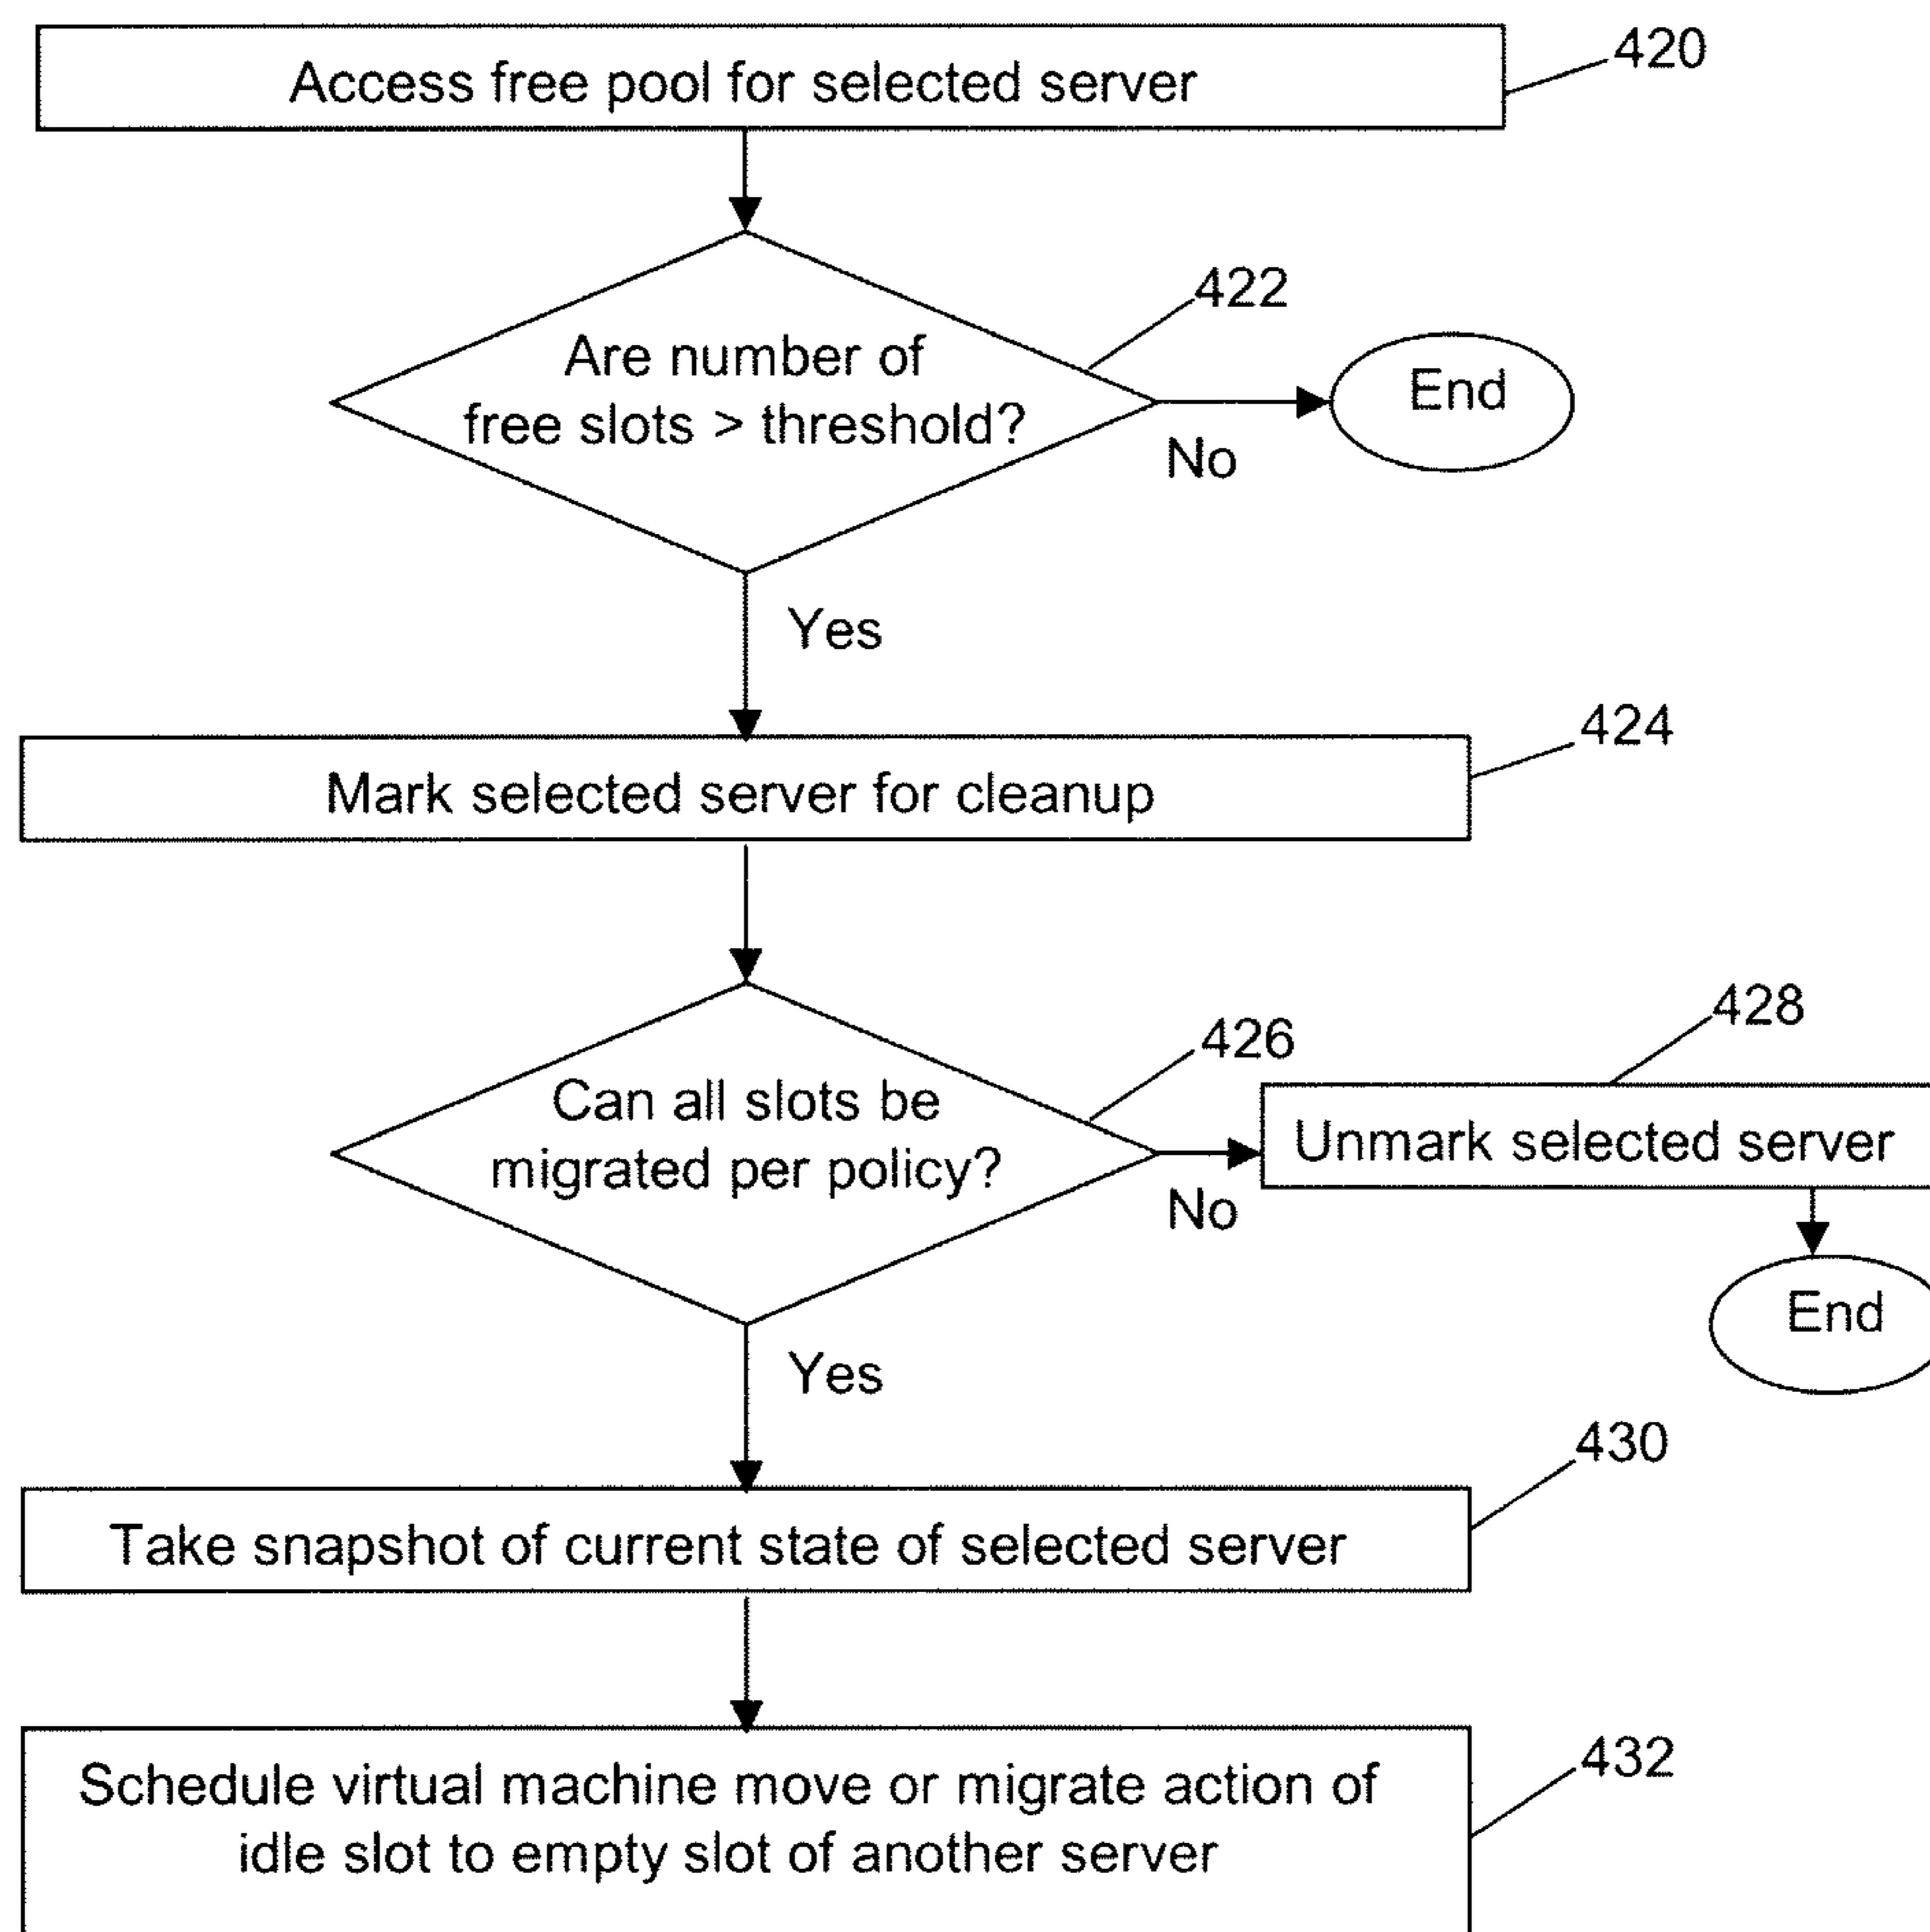 Access free pool for selected server
420
422
Are number of
free slots > threshold?
End
No
Yes
424
Mark selected server for cleanup
426
428
Can all slots be
migrated per policy?
Unmark selected server
No
End
Yes
430
Take snapshot of current state of selected server
432
Schedule virtual machine move or migrate action of
idle slot to empty slot of another server